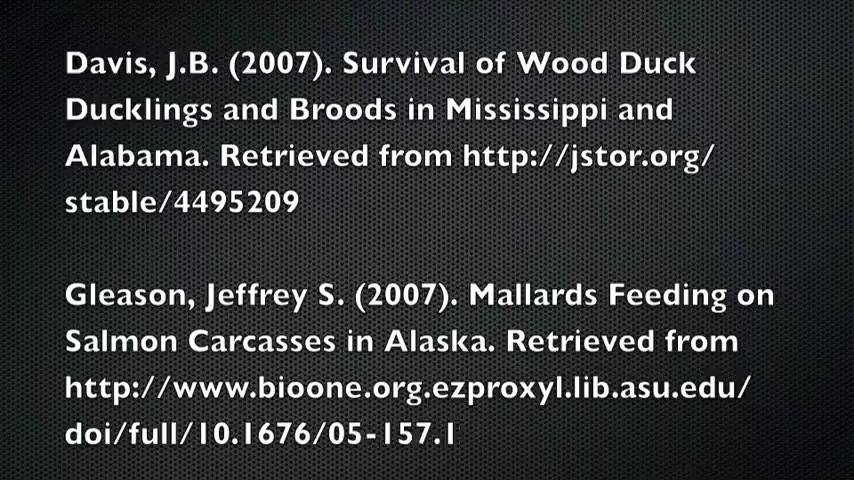 Davis, J.B. (2007). Survival of Wood Duck
Ducklings and Broods in Mississippi and
Alabama. Retrieved from http://jstor.org/
stable/4495209
Gleason, Jeffrey S. (2007). Mallards Feeding on
Salmon Carcasses in Alaska. Retrieved from
http://www.bioone.org.ezproxyl.lib.asu.edu/
doi/full/10.1676/05-157.1